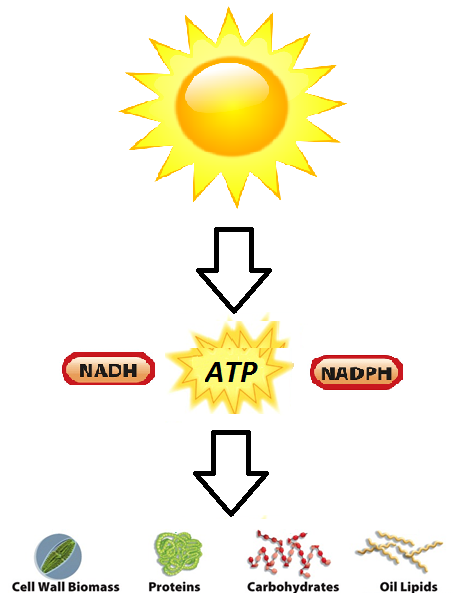 NADH
ATP
NADPH
Cell Wall Biomass
Proteins
Carbohydrates
Oil Lipids